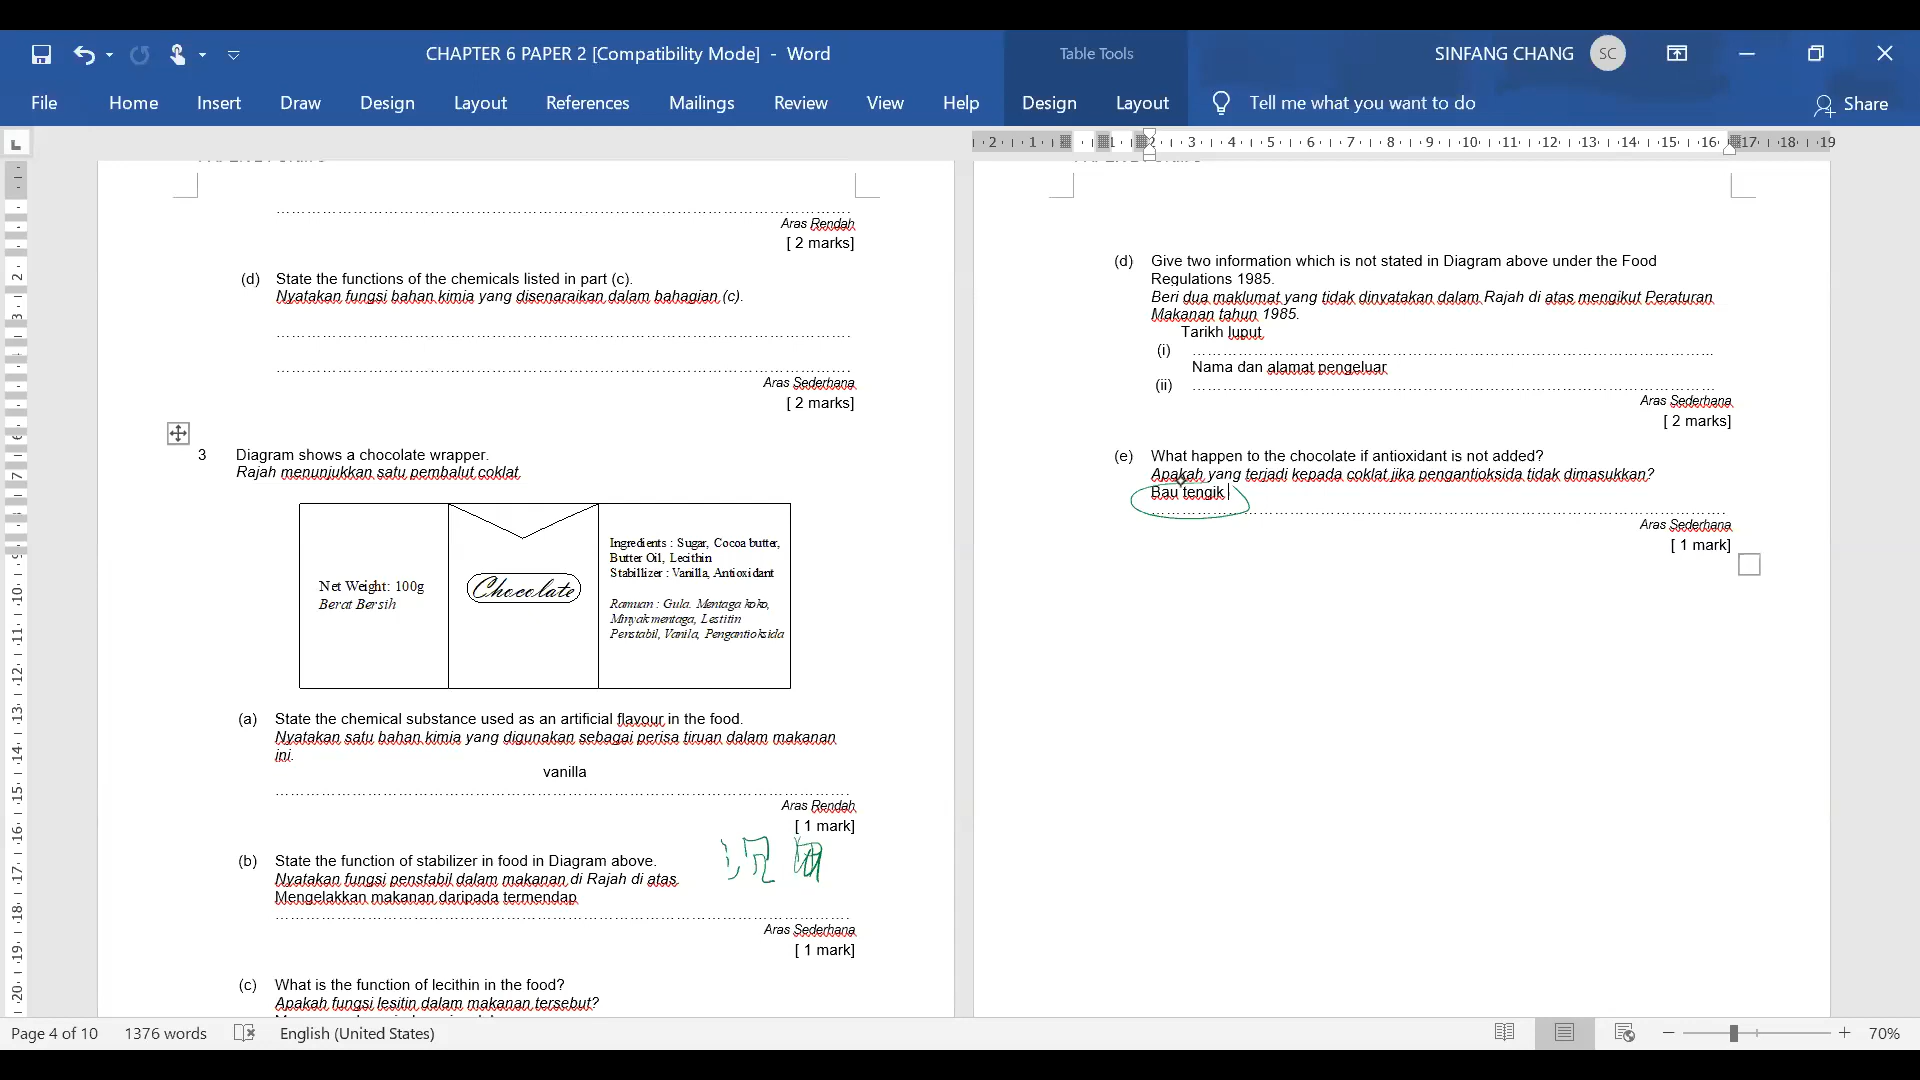 CHAPTER 6 PAPER 2 [Compatibility Mode] - Word
Table Tools
SINFANG CHANG
SC
File Home Insert Draw Design Layout References Mailings Review View Help Design Layout Tell me what you want to do Share
Aras Rendah
[ 2 marks]
(d) State the functions of the chemicals listed in part (c).
Nyatakan fungsi bahan kimia yang disenaraikan dalam bahagian (c).
Aras Sederhana
[ 2 marks]
3 Diagram shows a chocolate wrapper.
Rajah menunjukkan satu pembalut coklat.
Net Weight: 100g
Berat Bersih
Chocolate
Ingredients : Sugar, Cocoa butter,
Butter Oil, Lecithin
Stabillizer : Vanilla, Antioxidant
Ramuan : Gula. Mentaga koko,
Minyak mentaga, Lestitin
Penstabil, Vanila, Pengantioksida
(a) State the chemical substance used as an artificial flavour in the food.
Nyatakan satu bahan kimia yang digunakan sebagai perisa tiruan dalam makanan
ini.
vanilla
Aras Rendah
[ 1 mark]
(b) State the function of stabilizer in food in Diagram above.
Nyatakan fungsi penstabil dalam makanan di Rajah di atas.
Mengelakkan makanan daripada termendap
Aras Sederhana
[ 1 mark]
(c) What is the function of lecithin in the food?
Apakah fungsi lesitin dalam makanan tersebut?
(d) Give two information which is not stated in Diagram above under the Food
Regulations 1985.
Beri dua maklumat yang tidak dinyatakan dalam Rajah di atas mengikut Peraturan
Makanan tahun 1985.
Tarikh luput
(i)
Nama dan alamat pengeluar
(ii)
Aras Sederhana
[ 2 marks]
(e) What happen to the chocolate if antioxidant is not added?
Apakah yang terjadi kepada coklat jika pengantioksida tidak dimasukkan?
Bau tengik
Aras Sederhana
[ 1 mark]
Page 4 of 10 1376 words English (United States) 70%